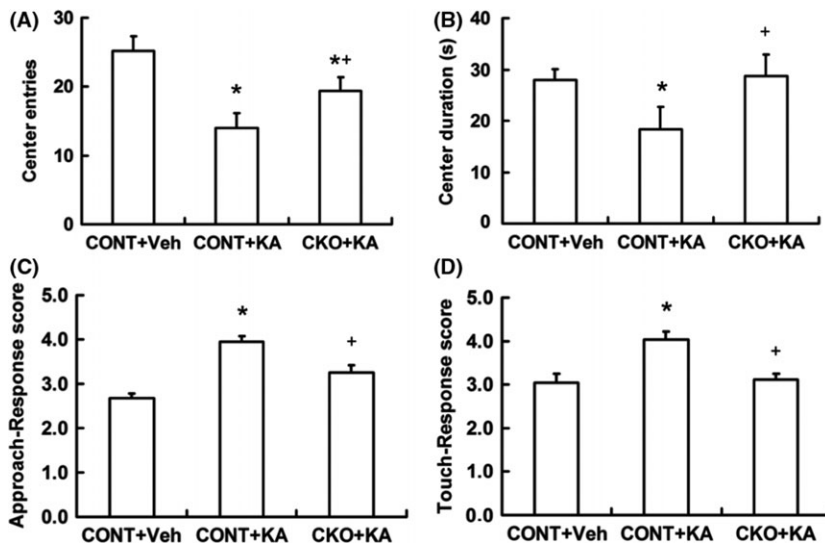 (A)
Center entries
30
20
10
0
*
*+
CONT+Veh CONT+KA CKO+KA
(B)
Center duration (s)
40
30
20
10
0
*
+
CONT+Veh CONT+KA CKO+KA
(C)
Approach-Response score
5.0
4.0
3.0
2.0
1.0
0.0
*
+
CONT+Veh CONT+KA CKO+KA
(D)
Touch-Response score
5.0
4.0
3.0
2.0
1.0
0.0
*
+
CONT+Veh CONT+KA CKO+KA